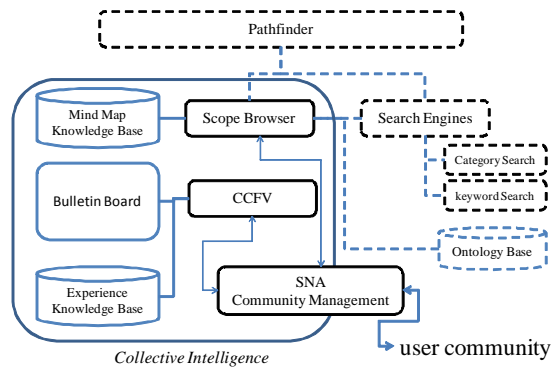 Pathfinder
Mind Map
Knowledge Base
Scope Browser
Search Engines
Category Search
keyword Search
Bulletin Board
CCFV
Ontology Base
Experience
Knowledge Base
SNA
Community Management
Collective Intelligence
user community